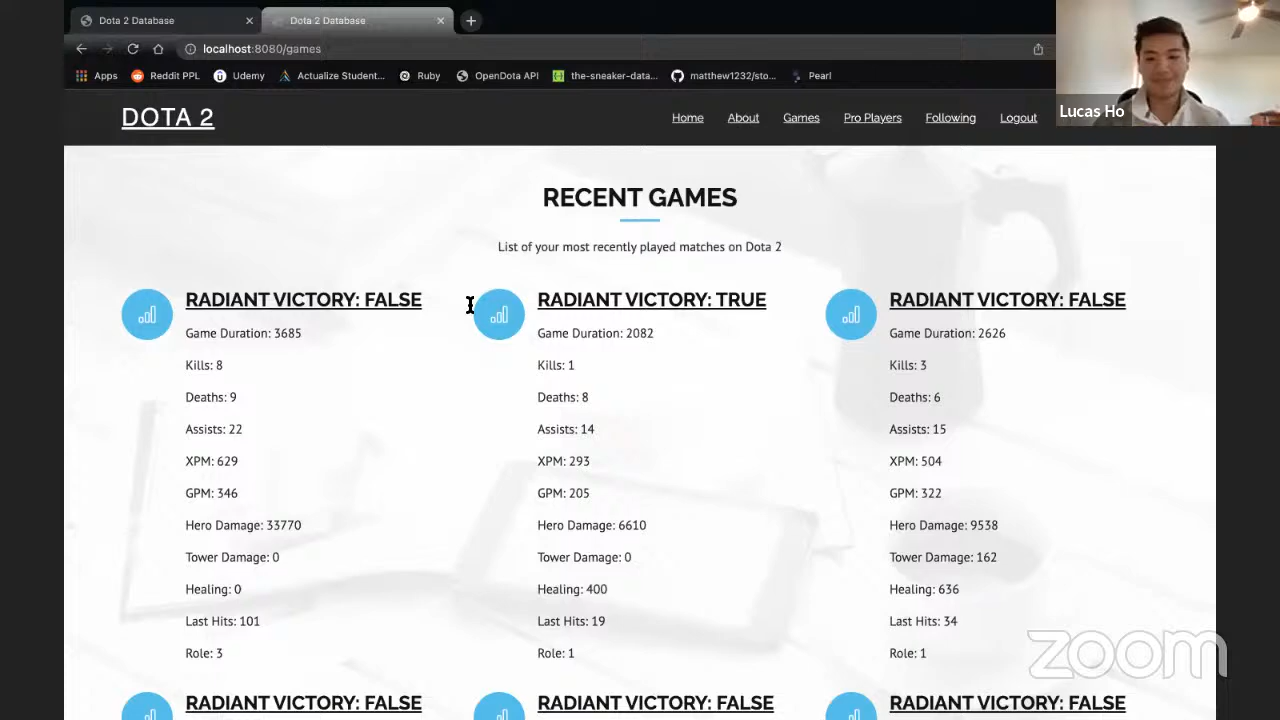 Dota 2 Database
Dota 2 Database
localhost:8080/games
Apps Reddit PPL Udemy Actualize Student... Ruby OpenDota API the-sneaker-data... matthew1232/sto... Pearl
Lucas Ho
DOTA 2
Home About Games Pro Players Following Logout
RECENT GAMES
List of your most recently played matches on Dota 2
RADIANT VICTORY: FALSE
Game Duration: 3685
Kills: 8
Deaths: 9
Assists: 22
XPM: 629
GPM: 346
Hero Damage: 33770
Tower Damage: 0
Healing: 0
Last Hits: 101
Role: 3
RADIANT VICTORY: TRUE
Game Duration: 2082
Kills: 1
Deaths: 8
Assists: 14
XPM: 293
GPM: 205
Hero Damage: 6610
Tower Damage: 0
Healing: 400
Last Hits: 19
Role: 1
RADIANT VICTORY: FALSE
Game Duration: 2626
Kills: 3
Deaths: 6
Assists: 15
XPM: 504
GPM: 322
Hero Damage: 9538
Tower Damage: 162
Healing: 636
Last Hits: 34
Role: 1
RADIANT VICTORY: FALSE
RADIANT VICTORY: FALSE
RADIANT VICTORY: FALSE
zoom